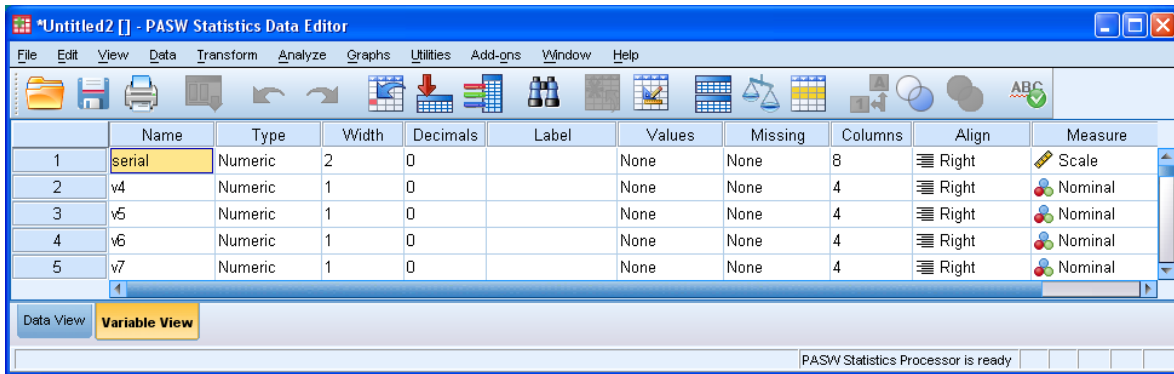 *Untitled2 [] - PASW Statistics Data Editor
File Edit View Data Transform Analyze Graphs Utilities Add-ons Window Help
A 1 ABC
Name Type Width Decimals Label Values Missing Columns Align Measure
1 serial Numeric 2 0 None None 8 Right Scale
2 v4 Numeric 1 0 None None 4 Right Nominal
3 v5 Numeric 1 0 None None 4 Right Nominal
4 v6 Numeric 1 0 None None 4 Right Nominal
5 v7 Numeric 1 0 None None 4 Right Nominal
Data View Variable View
PASW Statistics Processor is ready